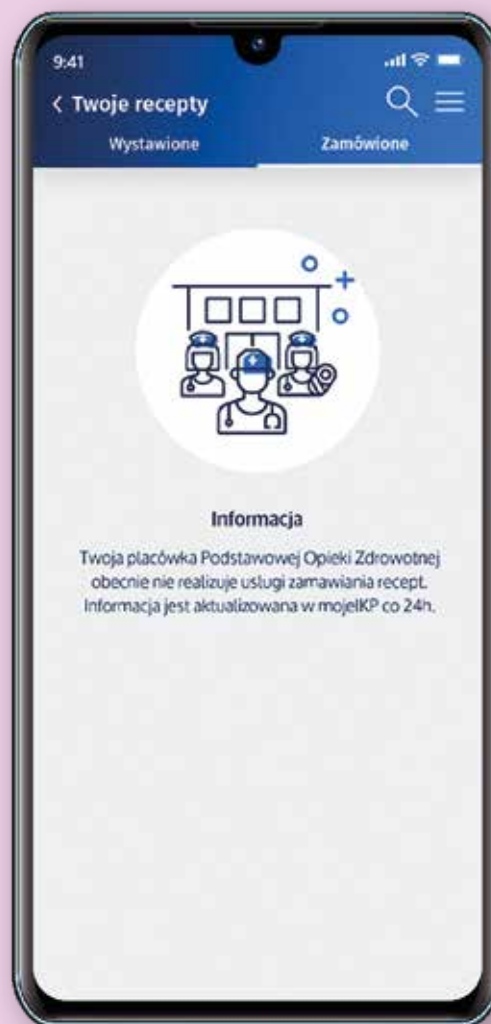 9:41
< Twoje recepty
Wystawione
Zamówione
Informacja
Twoja placówka Podstawowej Opieki Zdrowotnej
obecnie nie realizuje usługi zamawiania recept.
Informacja jest aktualizowana w mojeIKP co 24h.